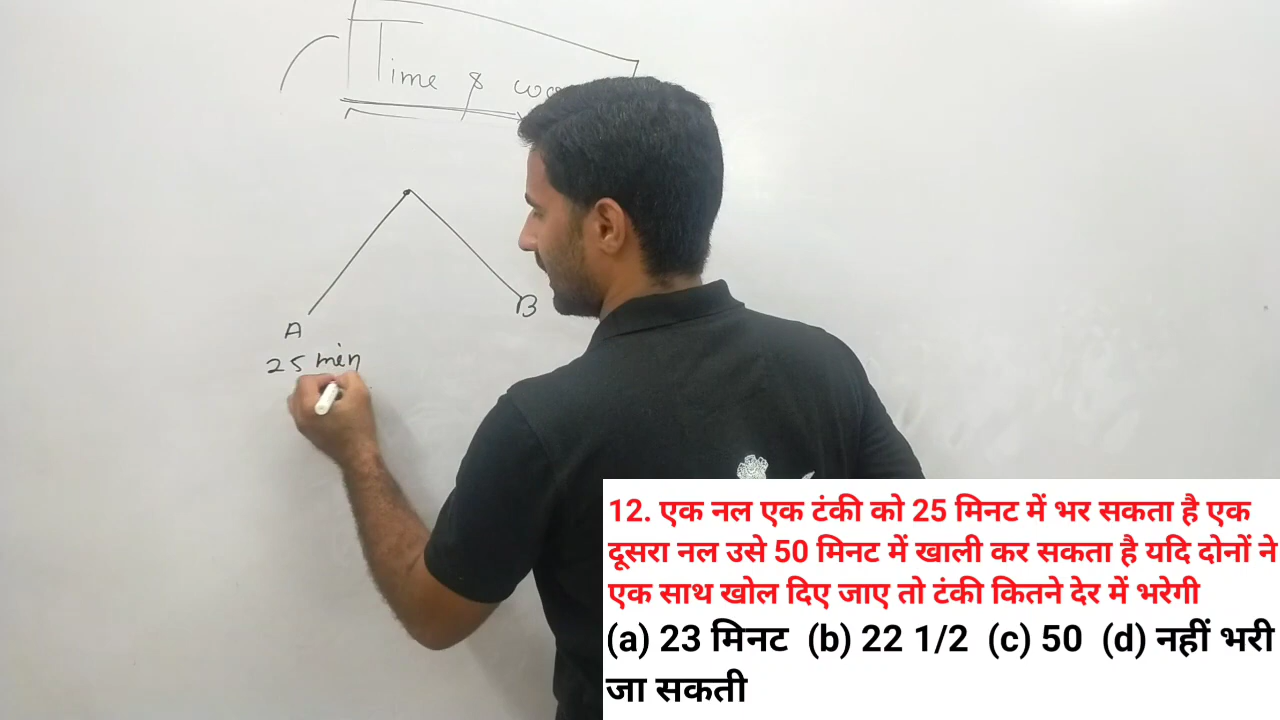 Time &
A
B
25 min
12. एक नल एक टंकी को 25 मिनट में भर सकता है एक
दूसरा नल उसे 50 मिनट में खाली कर सकता है यदि दोनों ने
एक साथ खोल दिए जाए तो टंकी कितने देर में भरेगी
(a) 23 मिनट (b) 22 1/2 (c) 50 (d) नहीं भरी
जा सकती